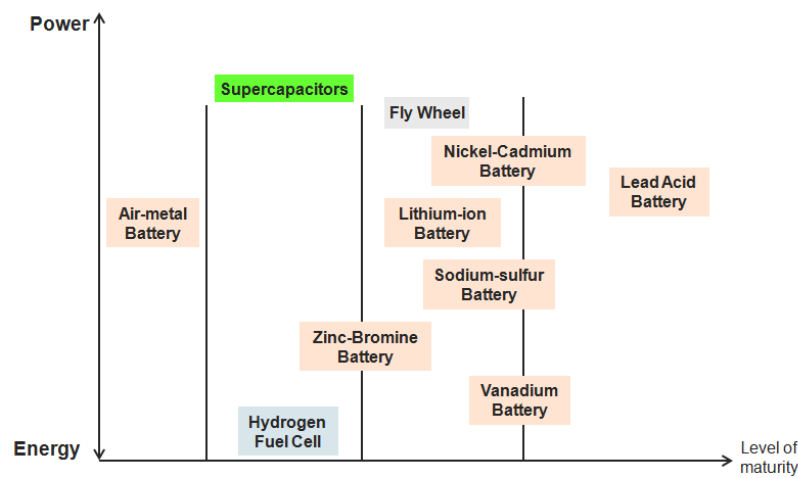 Power
Supercapacitors
Fly Wheel
Nickel-Cadmium
Battery
Lead Acid
Battery
Air-metal
Battery
Lithium-ion
Battery
Sodium-sulfur
Battery
Zinc-Bromine
Battery
Vanadium
Battery
Hydrogen
Fuel Cell
Energy
Level of
maturity